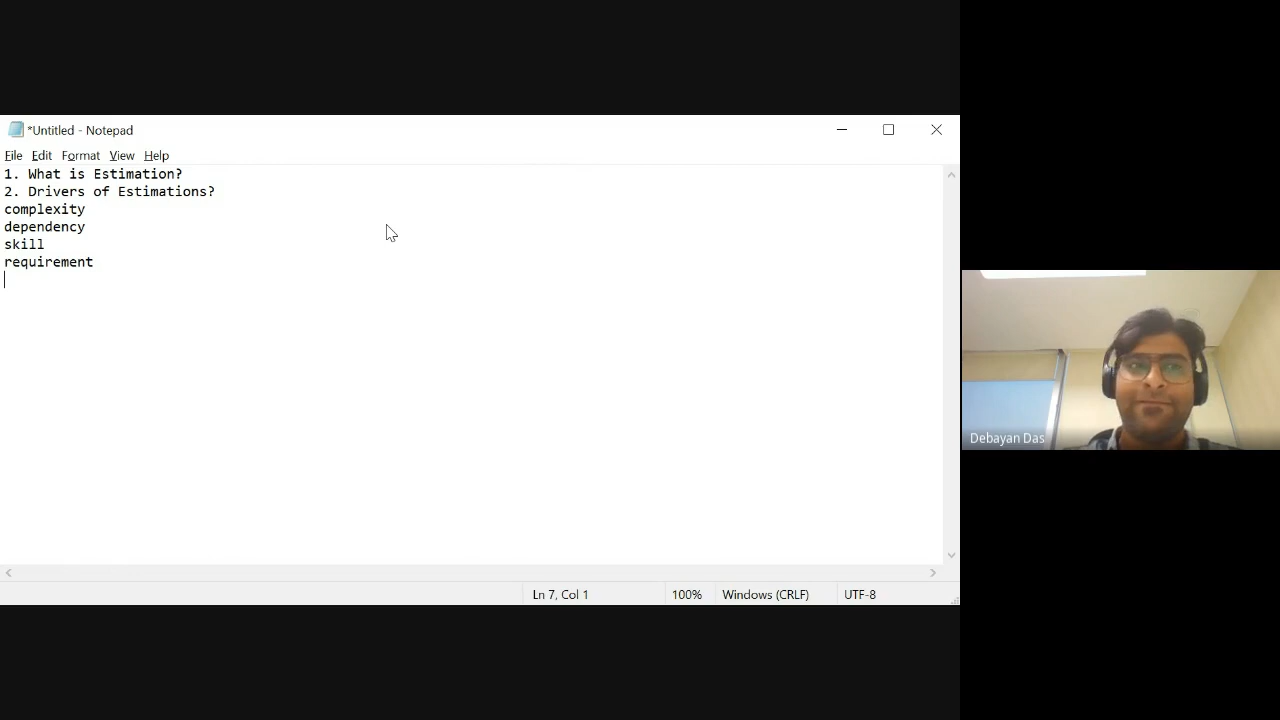 *Untitled - Notepad
File Edit Format View Help
1. What is Estimation?
2. Drivers of Estimations?
complexity
dependency
skill
requirement
Ln 7, Col 1 100% Windows (CRLF) UTF-8
Debayan Das